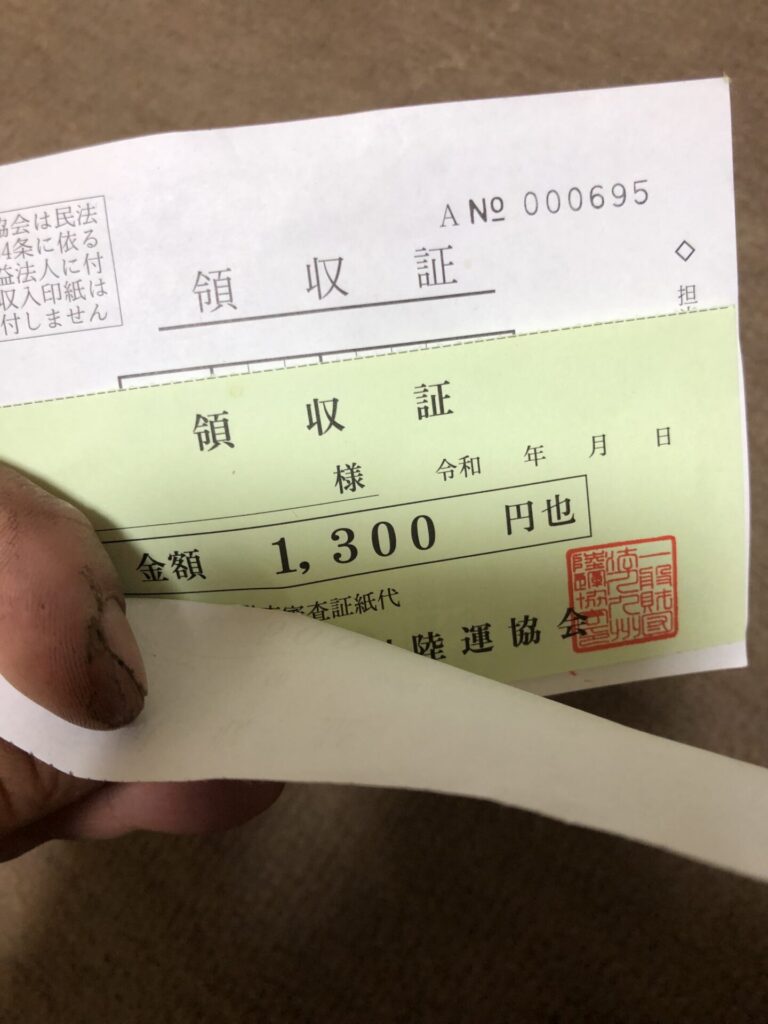 協会は民法
4条に依る
益法人に付
収入印紙は
付しません
A № 000695
領収証
◇担
領収証
様 令和 年 月 日
金額 1,300 円也
審査証紙代
陸運協会